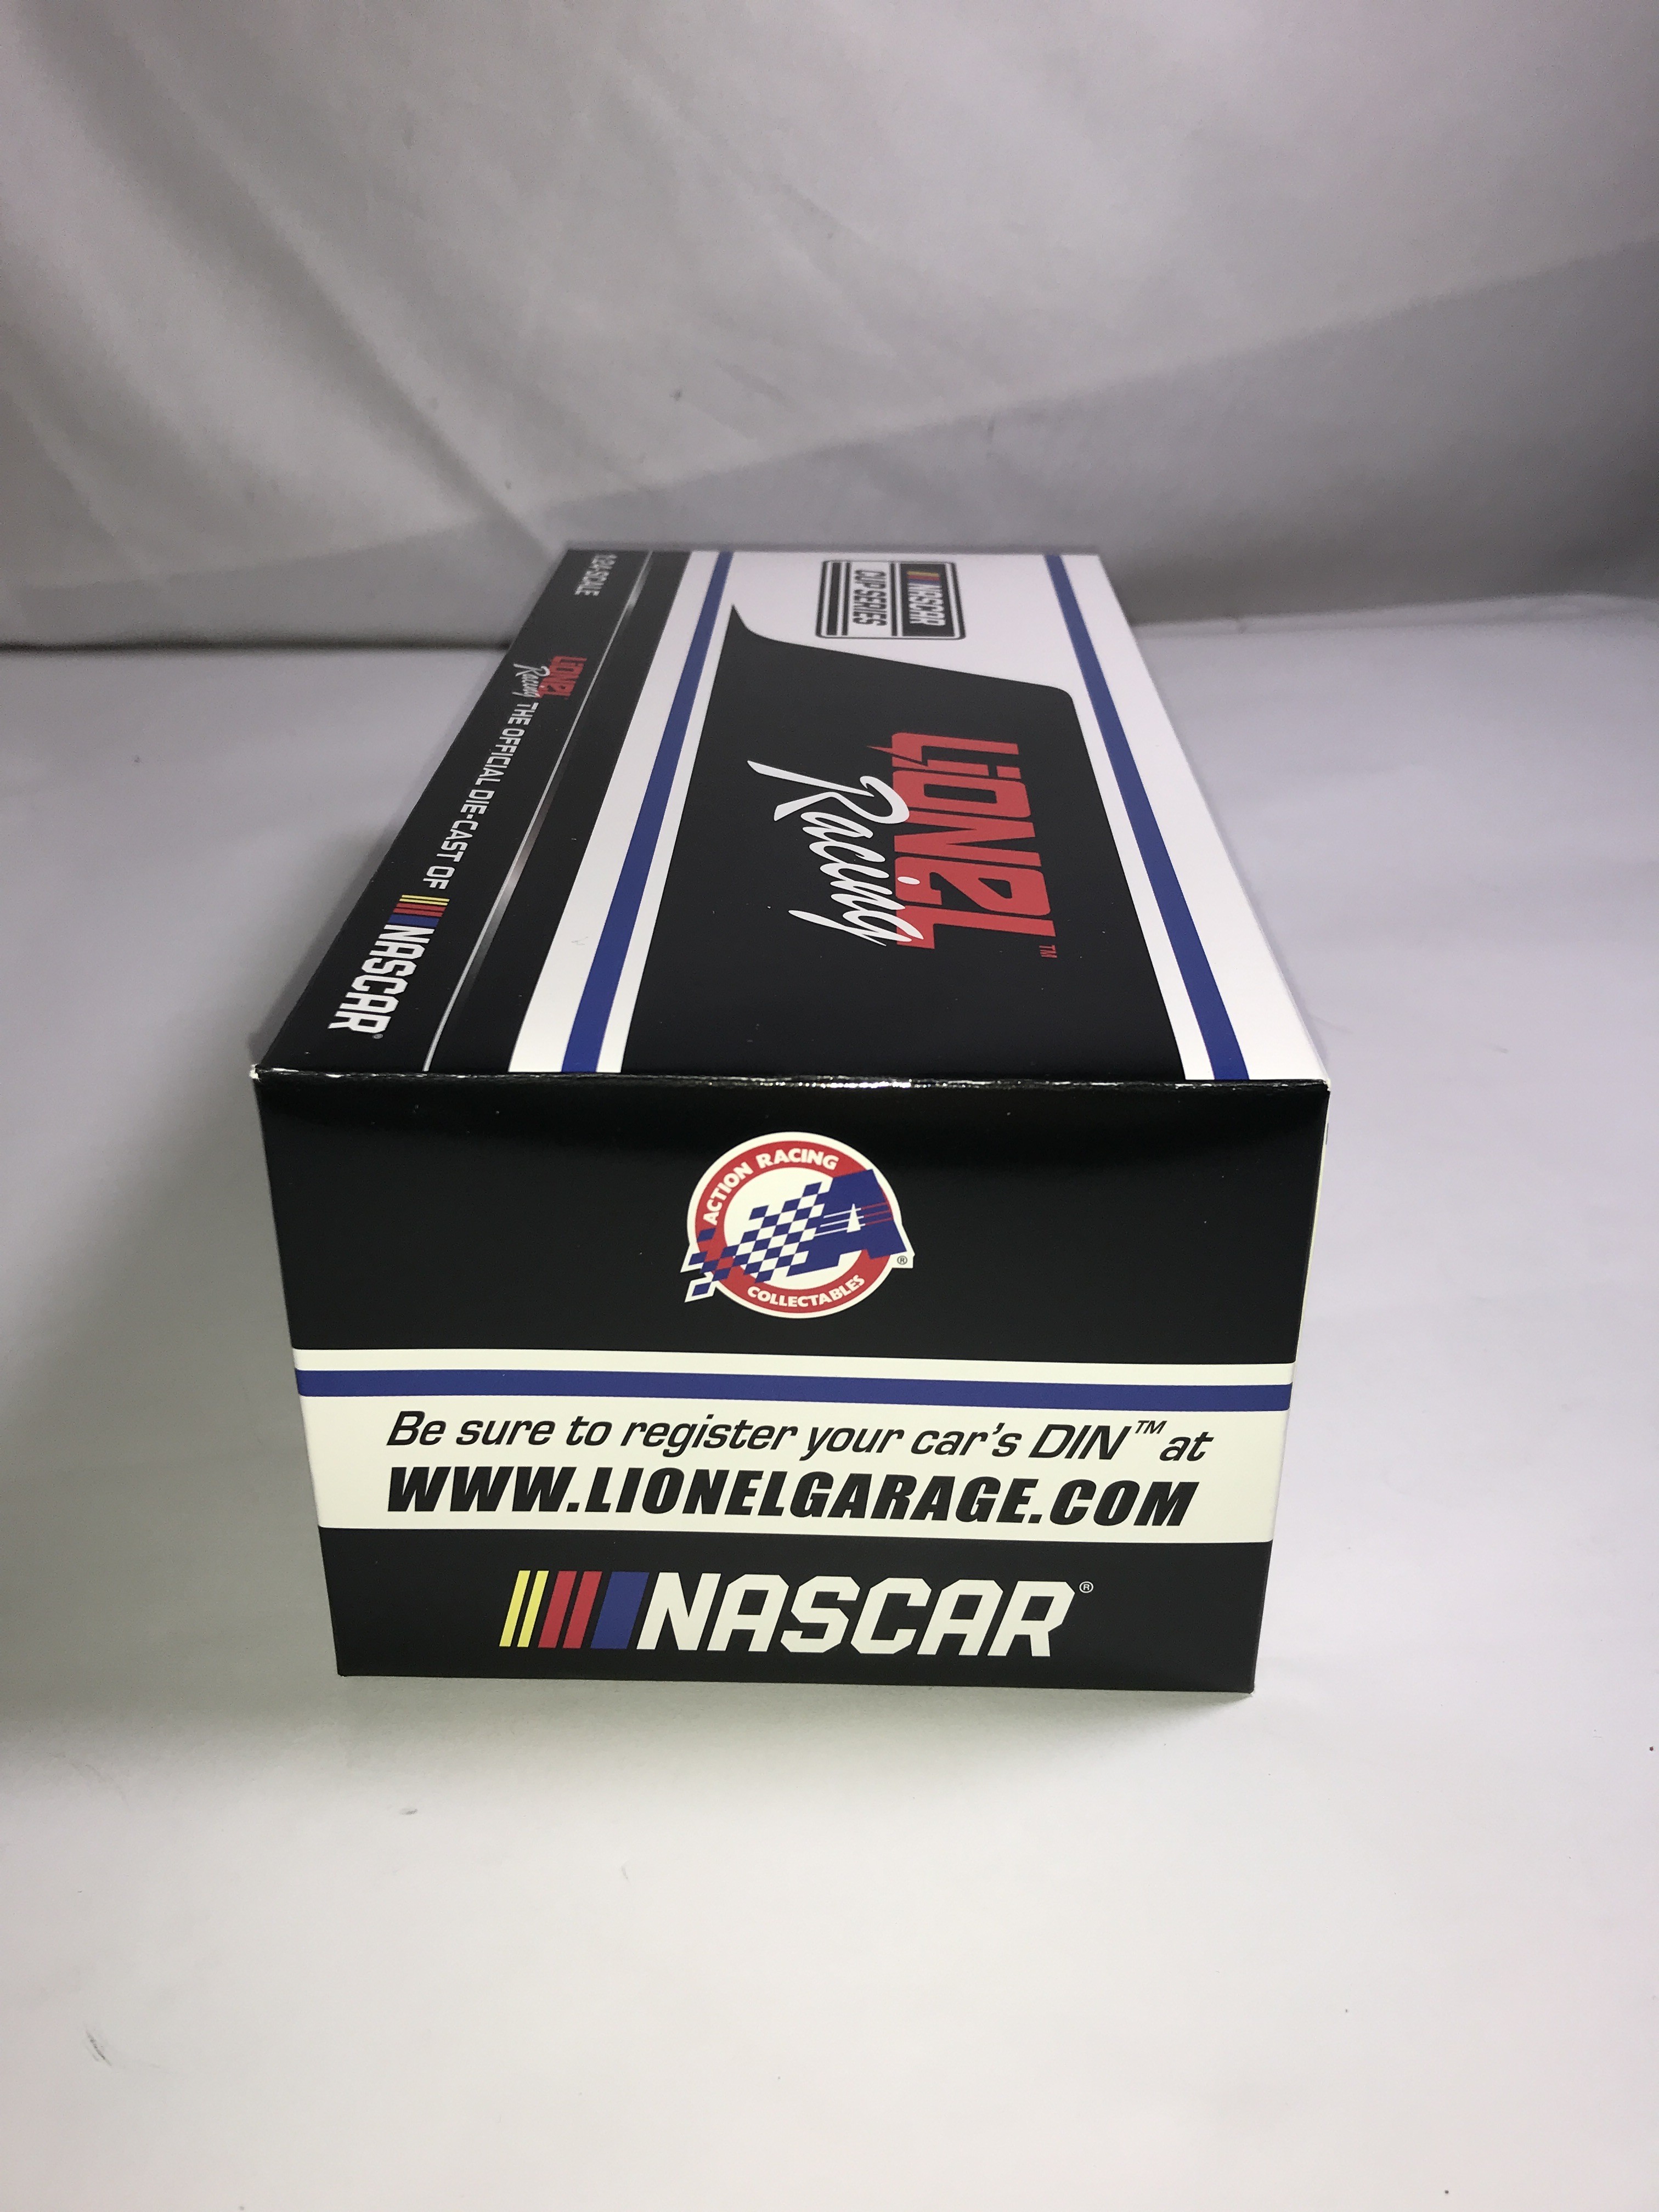 NASCAR
CUP SERIES
LIONEL™
Racing
1:24 SCALE
LIONEL Racing THE OFFICIAL DIE-CAST OF NASCAR®
ACTION RACING
A
COLLECTABLES
®
Be sure to register your car's DIN™ at
WWW.LIONELGARAGE.COM
NASCAR®